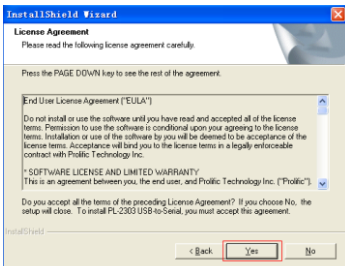 InstallShield Wizard
License Agreement
Please read the following license agreement carefully.
Press the PAGE DOWN key to see the rest of the agreement.
End User License Agreement ("EULA")
Do not install or use the software until you have read and accepted all of the license
terms. Permission to use the software is conditional upon your agreeing to the license
terms. Installation or use of the software by you will be deemed to be acceptance of the
license terms. Acceptance will bind you to the license terms in a legally enforceable
contract with Prolific Technology Inc.
* SOFTWARE LICENSE AND LIMITED WARRANTY
This is an agreement between you, the end user, and Prolific Technology Inc. ("Prolific").
Do you accept all the terms of the preceding License Agreement? If you choose No, the
setup will close. To install PL-2303 USB-to-Serial, you must accept this agreement.
InstallShield
< Back Yes No